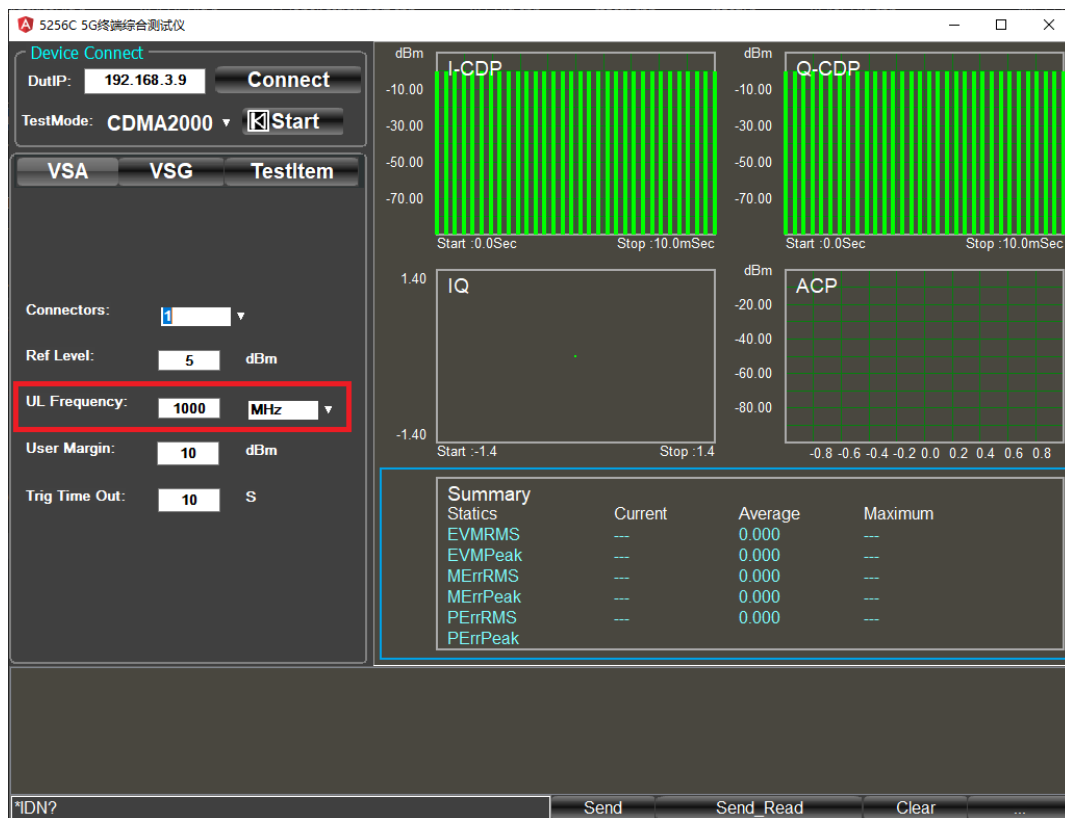 5256C 5G终端综合测试仪
Device Connect
DutIP: 192.168.3.9 Connect
TestMode: CDMA2000 Start
VSA VSG TestItem
Connectors: 1
Ref Level: 5 dBm
UL Frequency: 1000 MHz
User Margin: 10 dBm
Trig Time Out: 10 S
dBm
I-CDP
-10.00
-30.00
-50.00
-70.00
Start :0.0Sec Stop :10.0mSec
dBm
Q-CDP
-10.00
-30.00
-50.00
-70.00
Start :0.0Sec Stop :10.0mSec
1.40
IQ
-1.40
Start :-1.4 Stop :1.4
dBm
ACP
-20.00
-40.00
-60.00
-80.00
-0.8 -0.6 -0.4 -0.2 0.0 0.2 0.4 0.6 0.8
Summary
Statics Current Average Maximum
EVMRMS --- 0.000 ---
EVMPeak --- 0.000 ---
MErrRMS --- 0.000 ---
MErrPeak --- 0.000 ---
PErrRMS --- 0.000 ---
PErrPeak
*IDN? Send Send_Read Clear ...